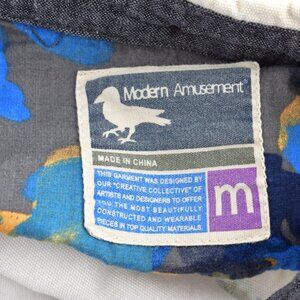 Modern Amusement
MADE IN CHINA
THIS GARMENT WAS DESIGNED BY
OUR "CREATIVE COLLECTIVE" OF
ARTISTS AND DESIGNERS TO OFFER
YOU THE MOST BEAUTIFULLY
CONSTRUCTED AND WEARABLE
PIECES IN TOP QUALITY MATERIALS.
m